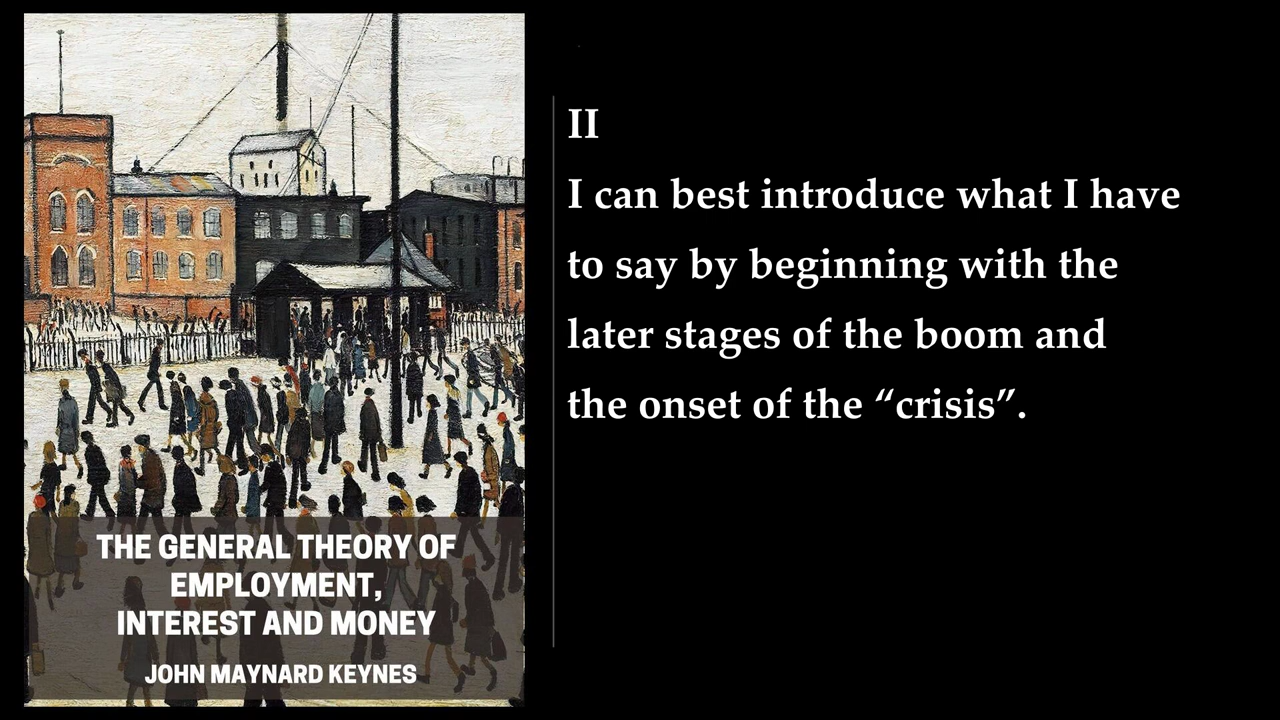 THE GENERAL THEORY OF
EMPLOYMENT,
INTEREST AND MONEY
JOHN MAYNARD KEYNES
II
I can best introduce what I have
to say by beginning with the
later stages of the boom and
the onset of the “crisis”.